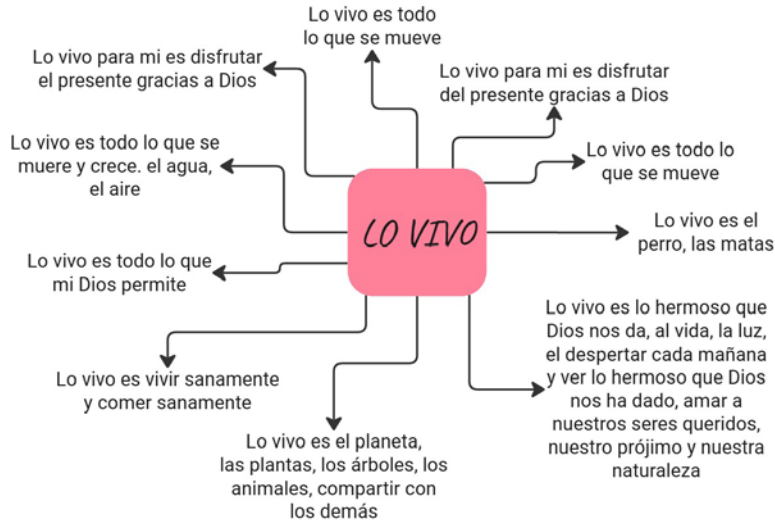 Lo vivo es todo
lo que se mueve
Lo vivo para mi es disfrutar
el presente gracias a Dios
Lo vivo para mi es disfrutar
del presente gracias a Dios
Lo vivo es todo lo que se
muere y crece. el agua,
el aire
Lo vivo es todo lo
que se mueve
LO VIVO
Lo vivo es el
perro, las matas
Lo vivo es todo lo que
mi Dios permite
Lo vivo es lo hermoso que
Dios nos da, al vida, la luz,
el despertar cada mañana
y ver lo hermoso que Dios
nos ha dado, amar a
nuestros seres queridos,
nuestro prójimo y nuestra
naturaleza
Lo vivo es vivir sanamente
y comer sanamente
Lo vivo es el planeta,
las plantas, los árboles, los
animales, compartir con
los demás